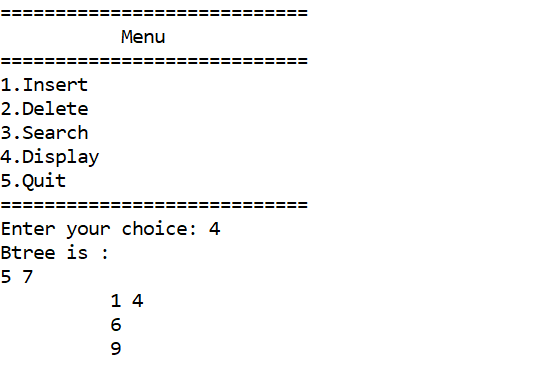 ============================
           Menu
============================
1.Insert
2.Delete
3.Search
4.Display
5.Quit
============================
Enter your choice: 4
Btree is :
5 7
          1 4
          6
          9